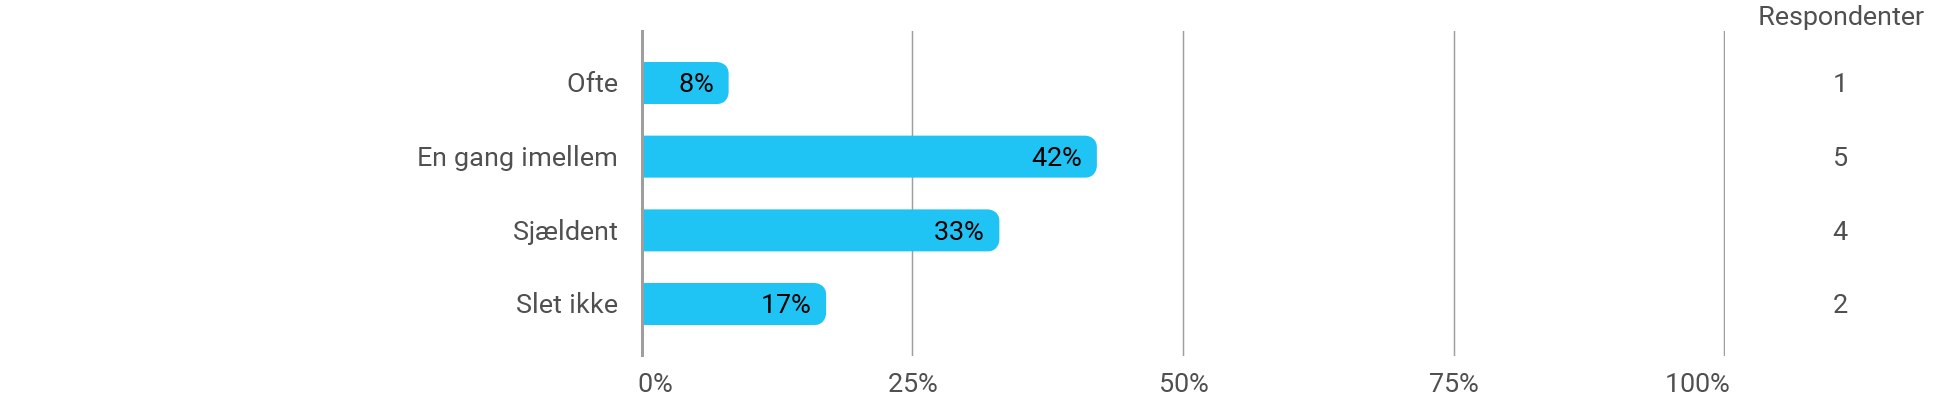 Respondenter
Ofte 8% 1
En gang imellem 42% 5
Sjældent 33% 4
Slet ikke 17% 2
0% 25% 50% 75% 100%